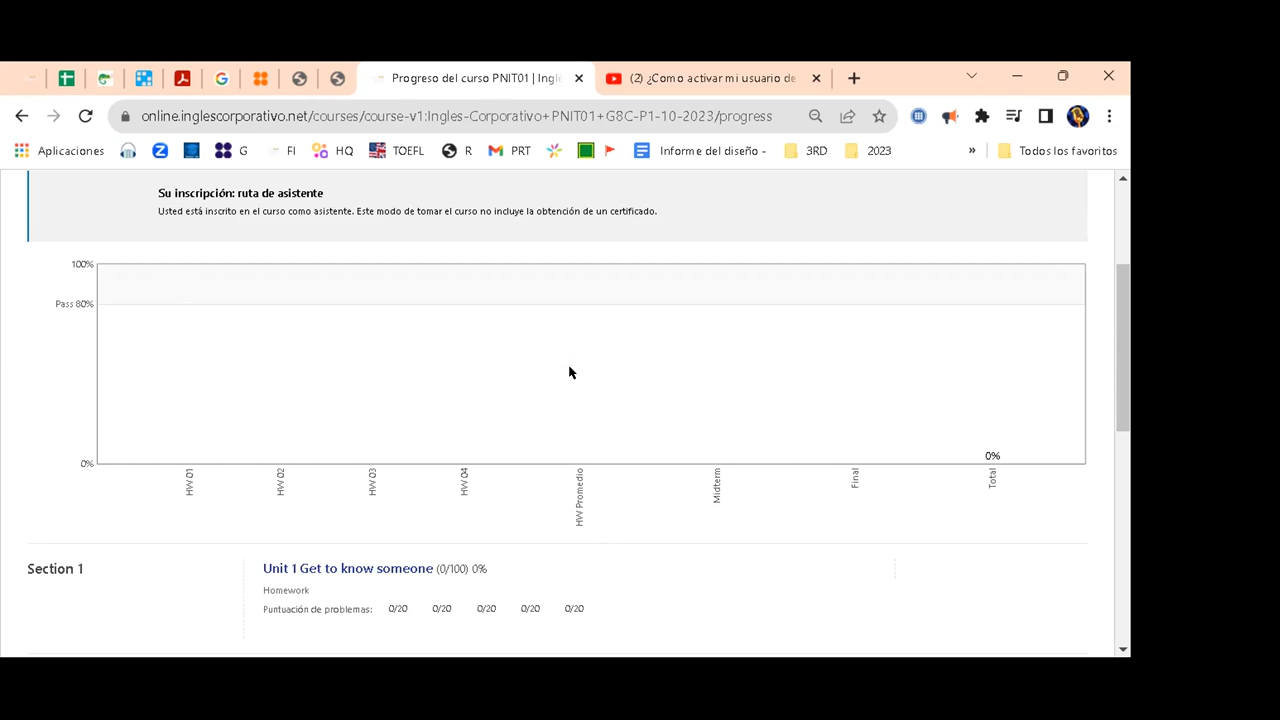 Progreso del curso PNIT01 | Inglé
(2) ¿Como activar mi usuario de
online.inglescorporativo.net/courses/course-v1:Ingles-Corporativo+PNIT01+G8C-P1-10-2023/progress
Aplicaciones G FI HQ TOEFL R PRT Informe del diseño - 3RD 2023 » Todos los favoritos
Su inscripción: ruta de asistente
Usted está inscrito en el curso como asistente. Este modo de tomar el curso no incluye la obtención de un certificado.
100%
Pass 80%
0%
0%
HW 01
HW 02
HW 03
HW 04
HW Promedio
Midterm
Final
Total
Section 1
Unit 1 Get to know someone (0/100) 0%
Homework
Puntuación de problemas: 0/20 0/20 0/20 0/20 0/20